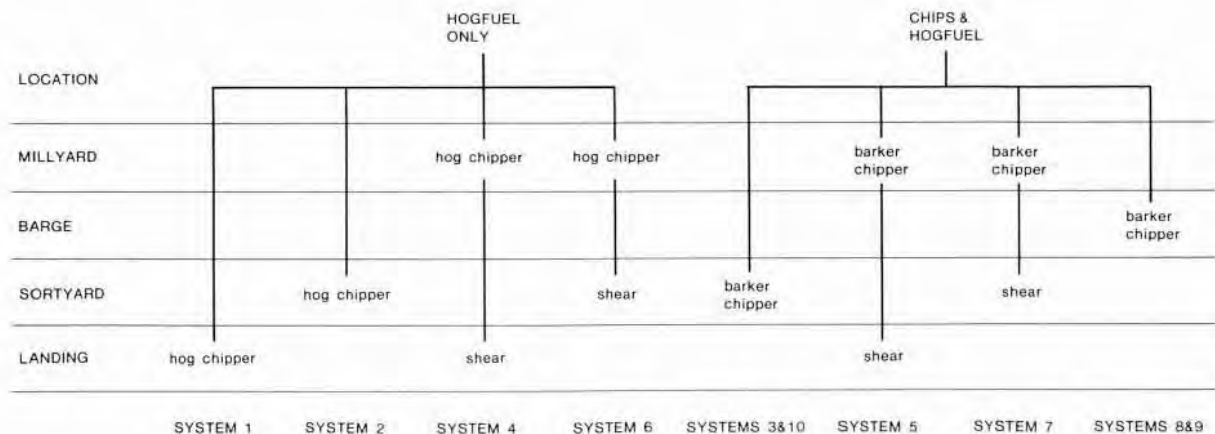 HOGFUEL
ONLY
CHIPS &
HOGFUEL
LOCATION
MILLYARD
hog chipper
hog chipper
barker
chipper
barker
chipper
BARGE
barker
chipper
SORTYARD
hog chipper
shear
barker
chipper
shear
LANDING
hog chipper
shear
shear
SYSTEM 1
SYSTEM 2
SYSTEM 4
SYSTEM 6
SYSTEMS 3&10
SYSTEM 5
SYSTEM 7
SYSTEMS 8&9